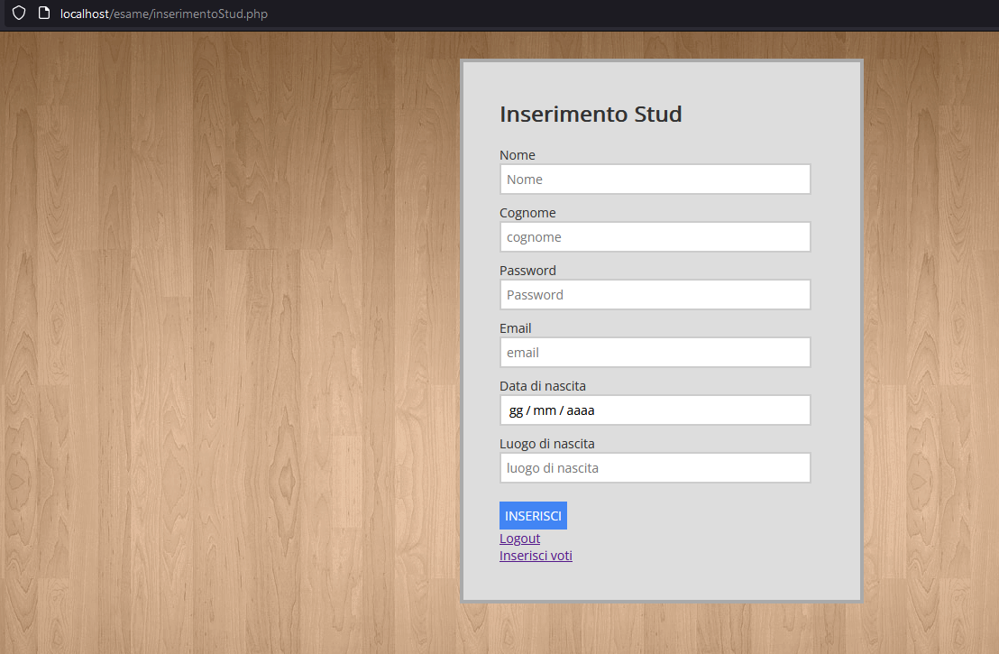 localhost/esame/inserimentoStud.php
Inserimento Stud
Nome
Nome
Cognome
cognome
Password
Password
Email
email
Data di nascita
gg / mm / aaaa
Luogo di nascita
luogo di nascita
INSERISCI
Logout
Inserisci voti